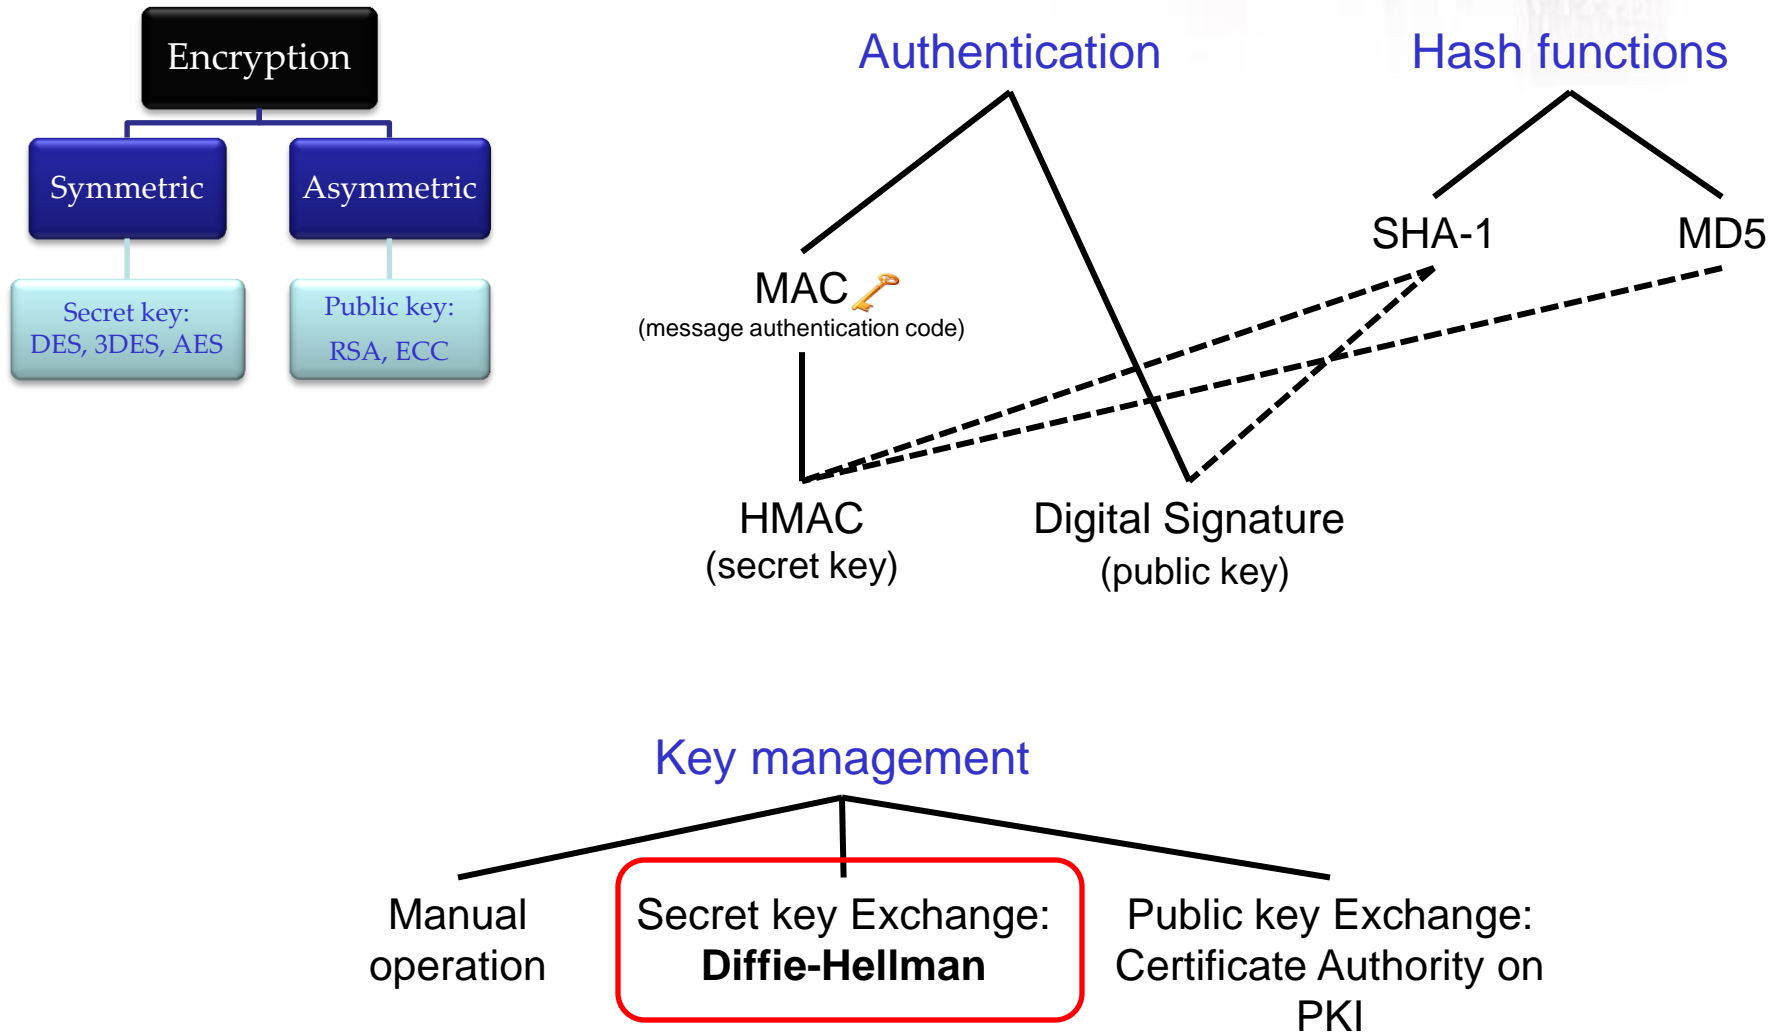 Encryption
Symmetric
Asymmetric
Secret key:
DES, 3DES, AES
Public key:
RSA, ECC
Authentication
Hash functions
SHA-1
MD5
MAC
(message authentication code)
HMAC
(secret key)
Digital Signature
(public key)
Key management
Manual
operation
Secret key Exchange:
Diffie-Hellman
Public key Exchange:
Certificate Authority on
PKI